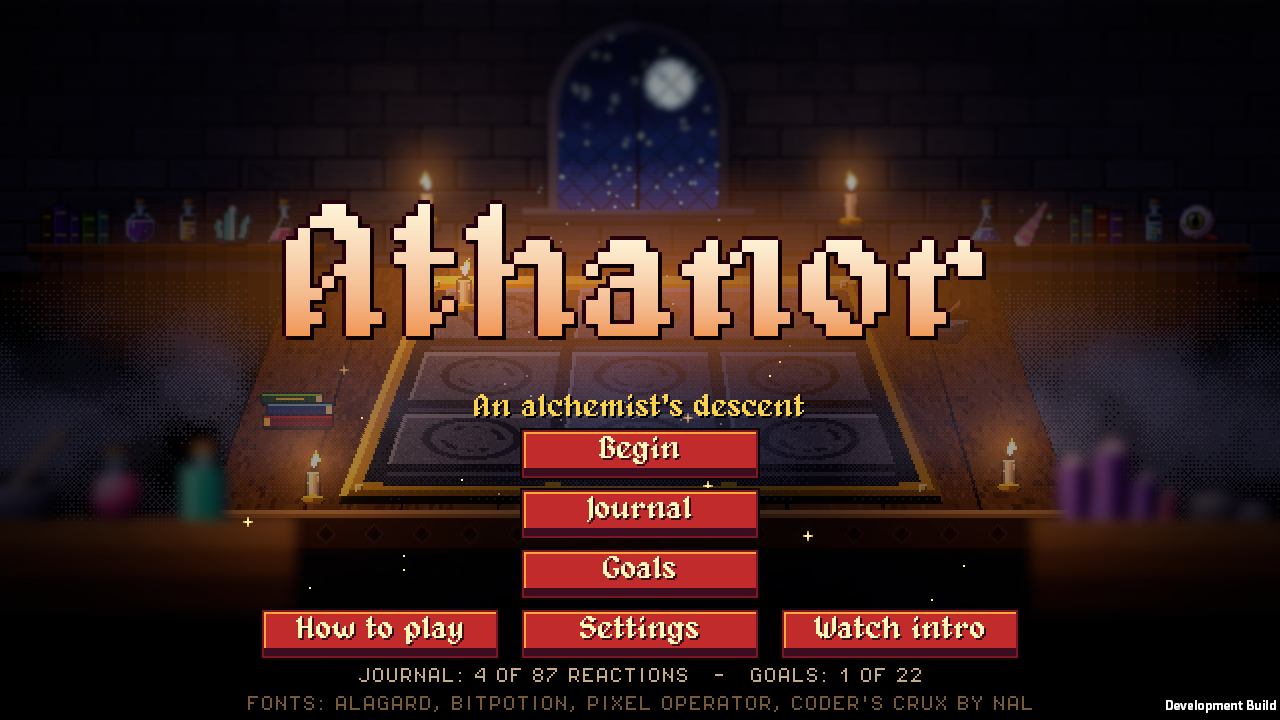 Athanor
An alchemist's descent
Begin
Journal
Goals
How to play
Settings
Watch intro
JOURNAL: 4 OF 87 REACTIONS - GOALS: 1 OF 22
FONTS: ALAGARD, BITPOTION, PIXEL OPERATOR, CODER'S CRUX BY NAL
Development Build